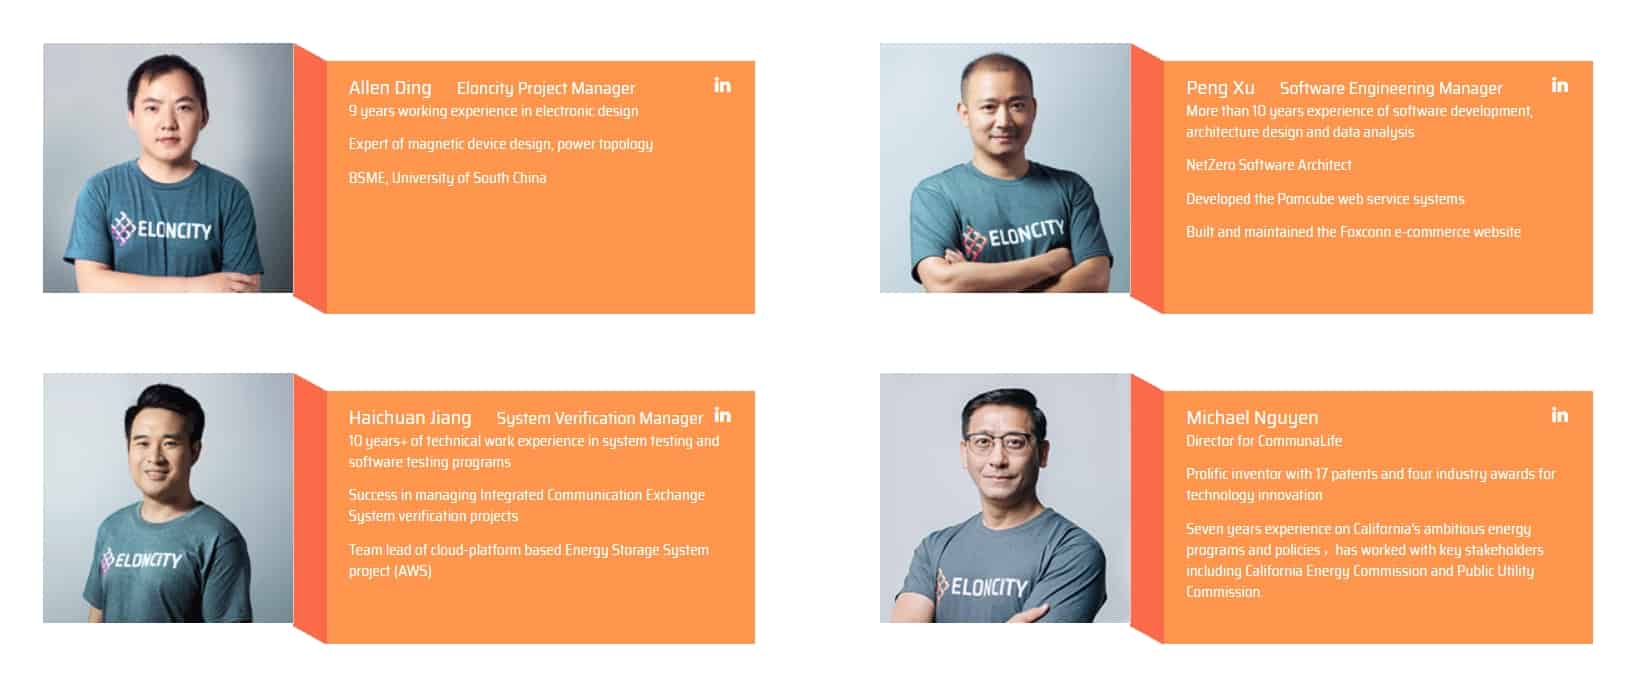 Allen Ding Eloncity Project Manager in
9 years working experience in electronic design
Expert of magnetic device design, power topology
BSME, University of South China
ELONCITY
Peng Xu Software Engineering Manager in
More than 10 years experience of software development,
architecture design and data analysis
NetZero Software Architect
Developed the Pomcube web service systems
Built and maintained the Foxconn e-commerce website
ELONCITY
Haichuan Jiang System Verification Manager in
10 years+ of technical work experience in system testing and
software testing programs
Success in managing Integrated Communication Exchange
System verification projects
Team lead of cloud-platform based Energy Storage System
project (AWS)
ELONCITY
Michael Nguyen in
Director for CommunaLife
Prolific inventor with 17 patents and four industry awards for
technology innovation
Seven years experience on California's ambitious energy
programs and policies，has worked with key stakeholders
including California Energy Commission and Public Utility
Commission.
ELONCITY